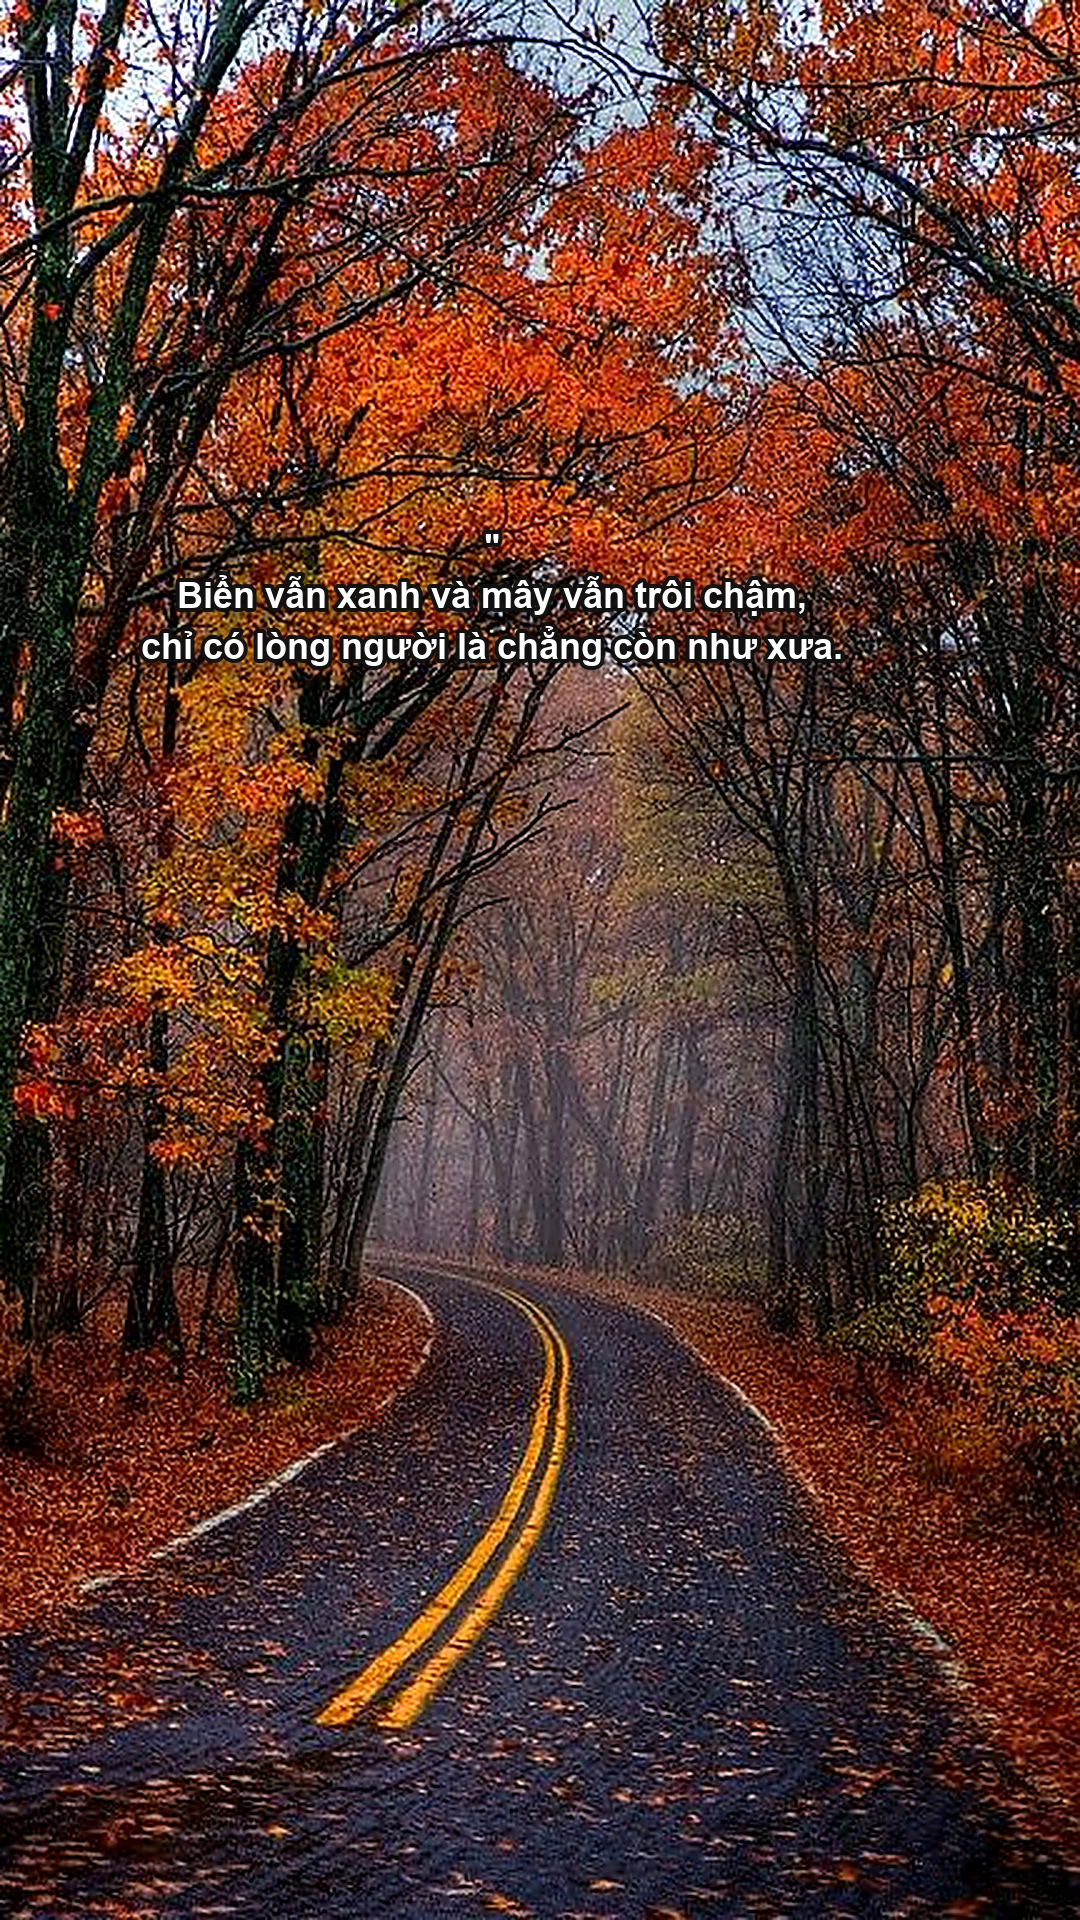 "
Biển vẫn xanh và mây vẫn trôi chậm,
chỉ có lòng người là chẳng còn như xưa.